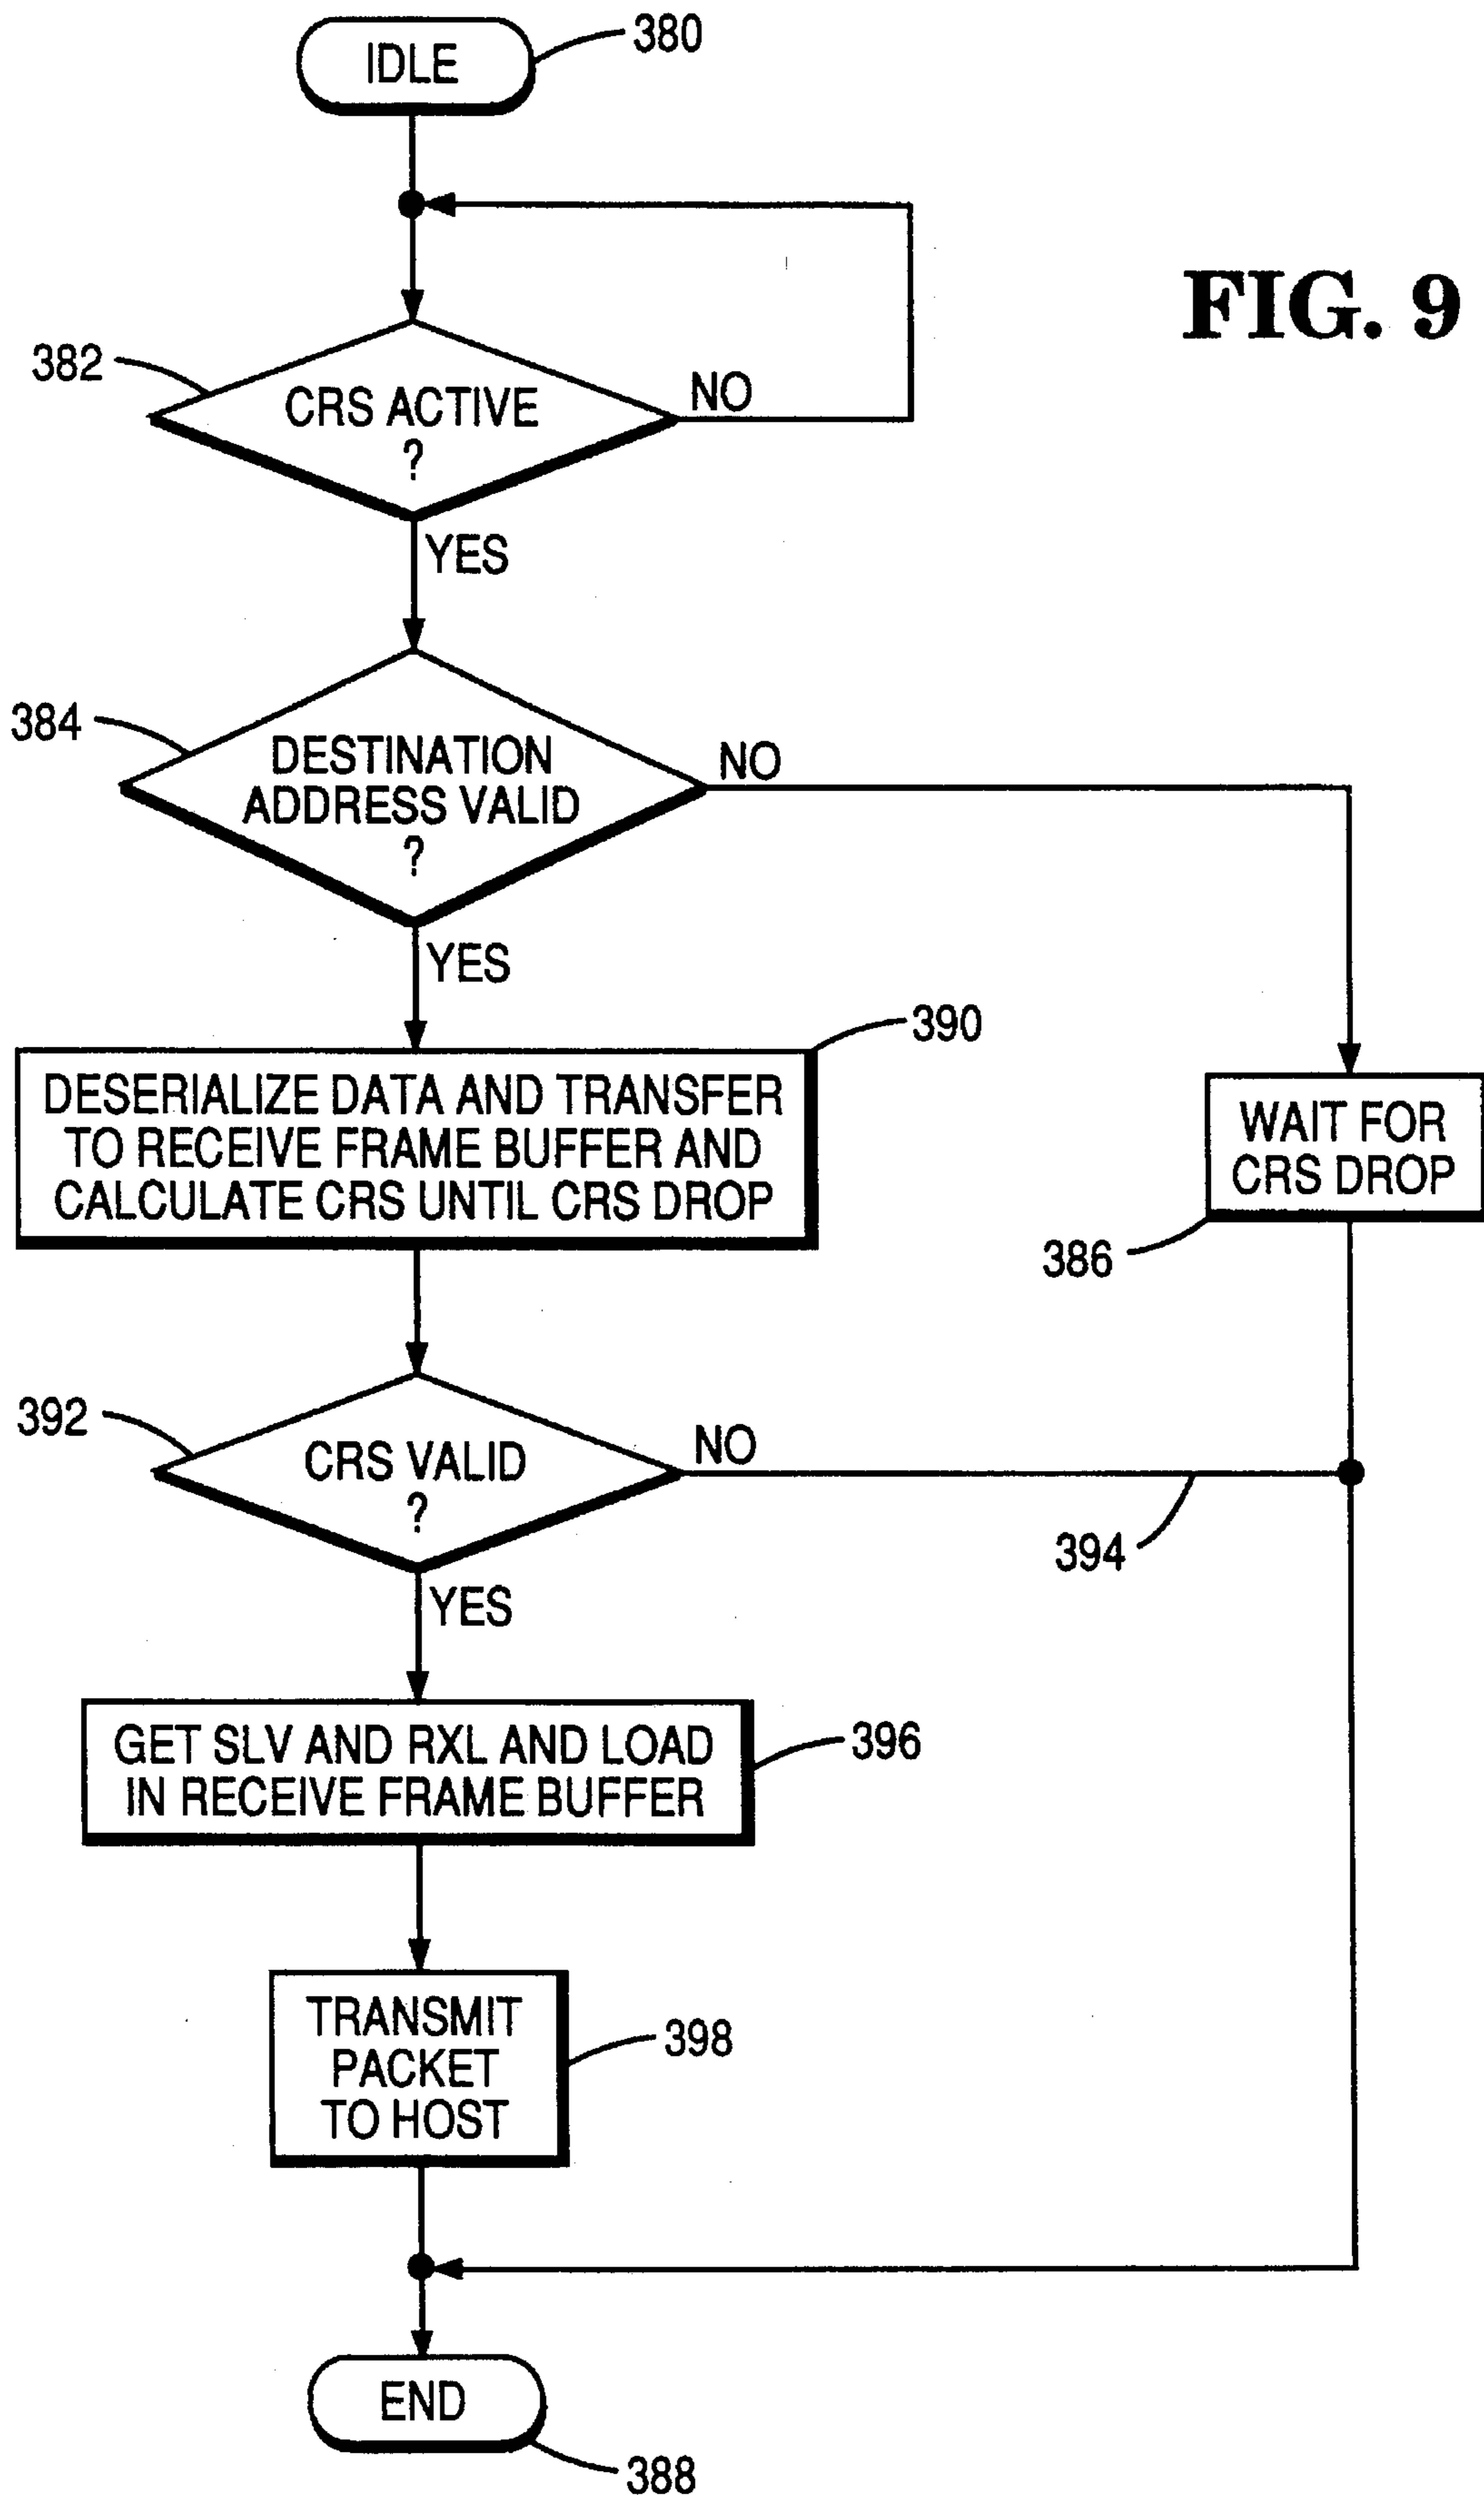 IDLE
380
FIG. 9
382
CRS ACTIVE
?
NO
YES
384
DESTINATION
ADDRESS VALID
?
NO
YES
390
DESERIALIZE DATA AND TRANSFER
TO RECEIVE FRAME BUFFER AND
CALCULATE CRS UNTIL CRS DROP
WAIT FOR
CRS DROP
386
392
CRS VALID
?
NO
394
YES
GET SLV AND RXL AND LOAD
IN RECEIVE FRAME BUFFER
396
TRANSMIT
PACKET
TO HOST
398
END
388